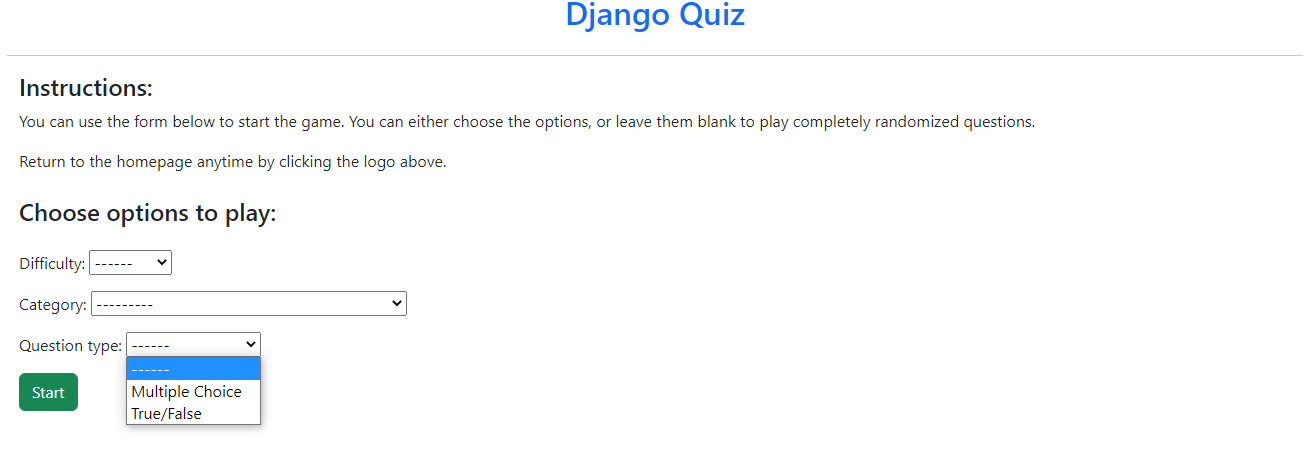 Django Quiz
Instructions:
You can use the form below to start the game. You can either choose the options, or leave them blank to play completely randomized questions.
Return to the homepage anytime by clicking the logo above.
Choose options to play:
Difficulty: ------
Category: ---------
Question type: ------
------
Multiple Choice
True/False
Start